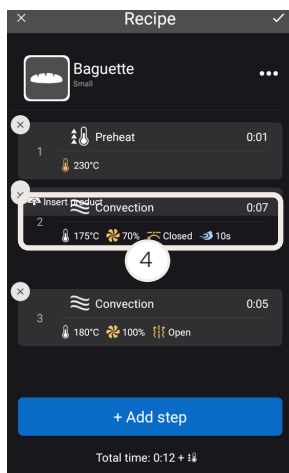 Recipe
Baguette
Small
Preheat 0:01
1
230°C
Insert product
Convection 0:07
2
175°C 70% Closed 10s
4
Convection 0:05
3
180°C 100% Open
+ Add step
Total time: 0:12 +